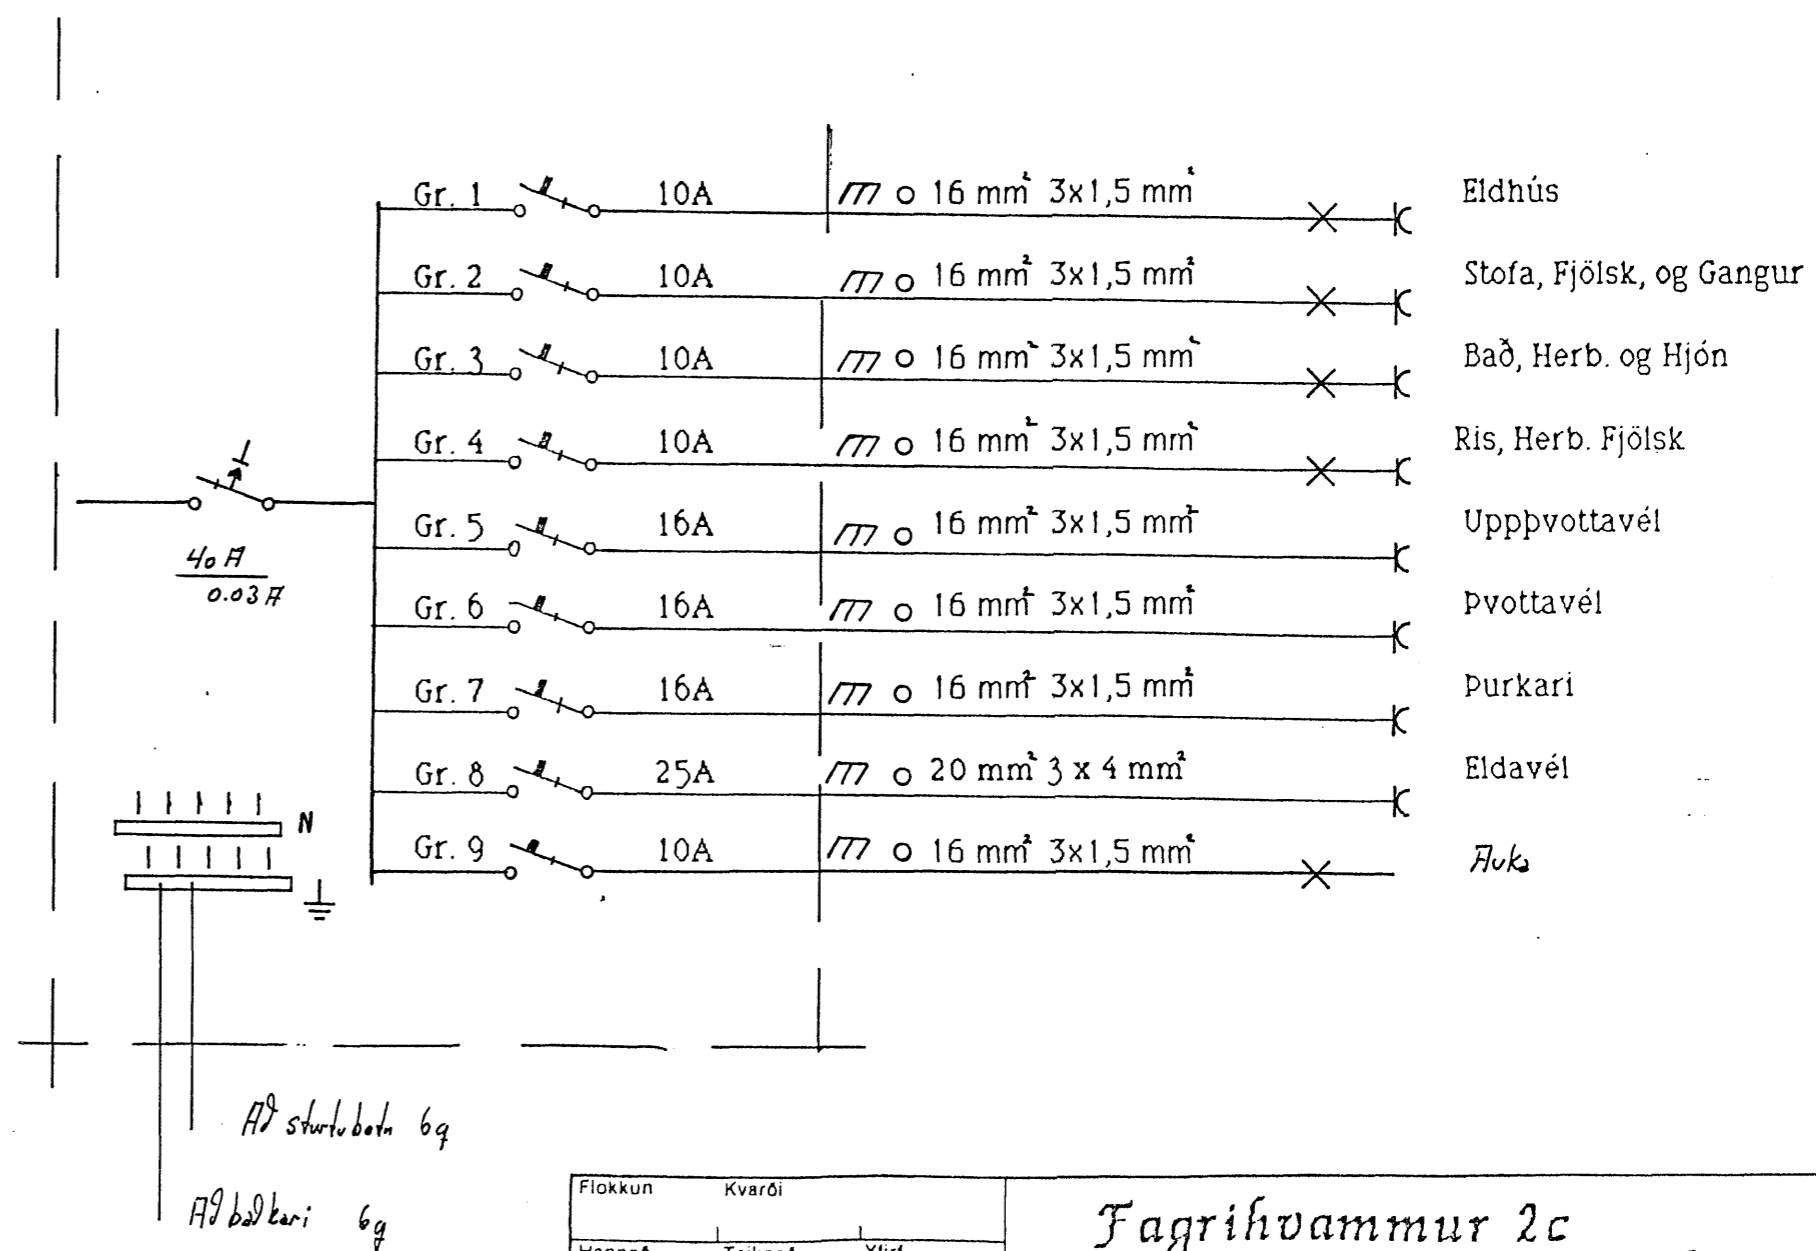 Gr. 1 10A 16 mm² 3x1,5 mm² Eldhús
Gr. 2 10A 16 mm² 3x1,5 mm² Stofa, Fjölsk, og Gangur
Gr. 3 10A 16 mm² 3x1,5 mm² Bað, Herb. og Hjón
Gr. 4 10A 16 mm² 3x1,5 mm² Ris, Herb. Fjölsk
Gr. 5 16A 16 mm² 3x1,5 mm² Uppþvottavél
40 A
0.03 A
Gr. 6 16A 16 mm² 3x1,5 mm² Þvottavél
Gr. 7 16A 16 mm² 3x1,5 mm² Þurkari
Gr. 8 25A 20 mm² 3 x 4 mm² Eldavél
N
Gr. 9 10A 16 mm² 3x1,5 mm² Auka
Að sturtubotn 6q
Að baðkari 6q
Flokkun Kvarði
Fagrihvammur 2c